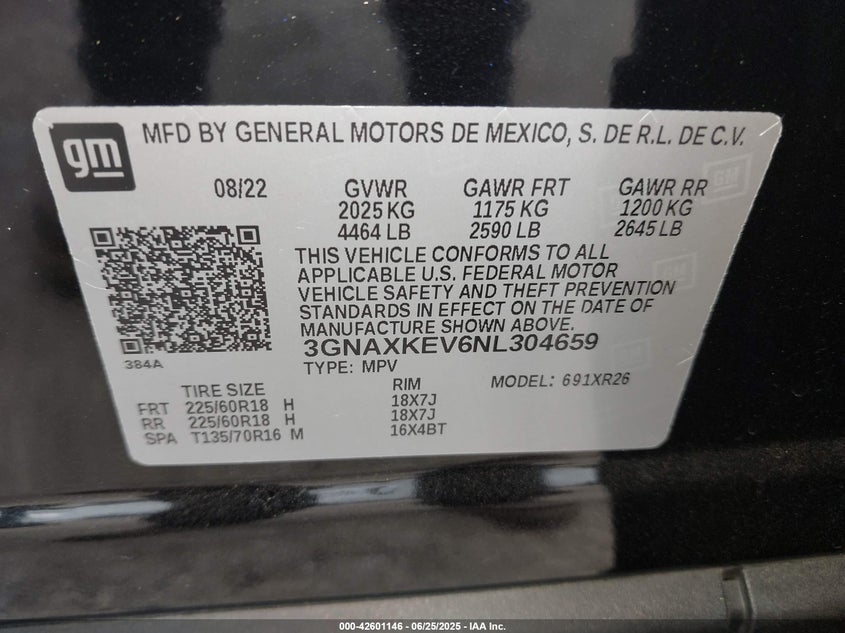 gm
MFD BY GENERAL MOTORS DE MEXICO, S. DE R.L. DE C.V.
08/22 GVWR GAWR FRT GAWR RR
2025 KG 1175 KG 1200 KG
4464 LB 2590 LB 2645 LB
THIS VEHICLE CONFORMS TO ALL
APPLICABLE U.S. FEDERAL MOTOR
VEHICLE SAFETY AND THEFT PREVENTION
STANDARDS IN EFFECT ON THE DATE OF
MANUFACTURE SHOWN ABOVE.
3GNAXKEV6NL304659
384A
TYPE: MPV
TIRE SIZE RIM MODEL: 691XR26
FRT 225/60R18 H 18X7J
RR 225/60R18 H 18X7J
SPA T135/70R16 M 16X4BT
000-42601146 - 06/25/2025 - IAA Inc.